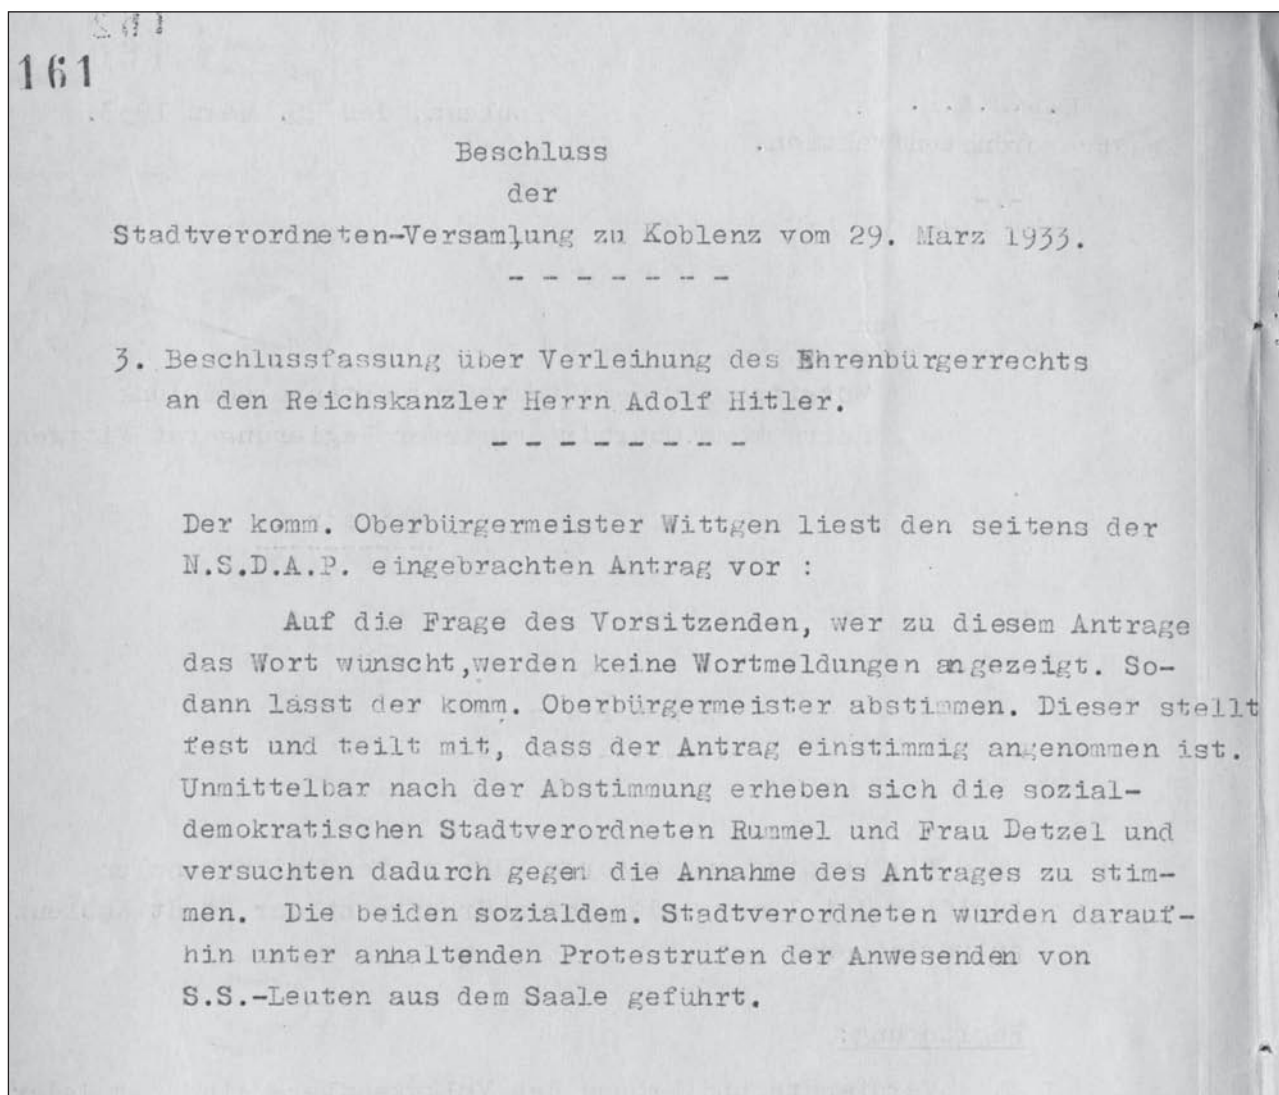 161
Beschluss
der
Stadtverordneten-Versamlung zu Koblenz vom 29. März 1933.
- - - - - - -
3. Beschlussfassung über Verleihung des Ehrenbürgerrechts
an den Reichskanzler Herrn Adolf Hitler.
- - - - - - - -
Der komm. Oberbürgermeister Wittgen liest den seitens der
N.S.D.A.P. eingebrachten Antrag vor :
Auf die Frage des Vorsitzenden, wer zu diesem Antrage
das Wort wünscht,werden keine Wortmeldungen angezeigt. So-
dann lässt der komm. Oberbürgermeister abstimmen. Dieser stellt
fest und teilt mit, dass der Antrag einstimmig angenommen ist.
Unmittelbar nach der Abstimmung erheben sich die sozial-
demokratischen Stadtverordneten Rummel und Frau Detzel und
versuchten dadurch gegen die Annahme des Antrages zu stim-
men. Die beiden sozialdem. Stadtverordneten wurden darauf-
hin unter anhaltenden Protestrufen der Anwesenden von
S.S.-Leuten aus dem Saale geführt.